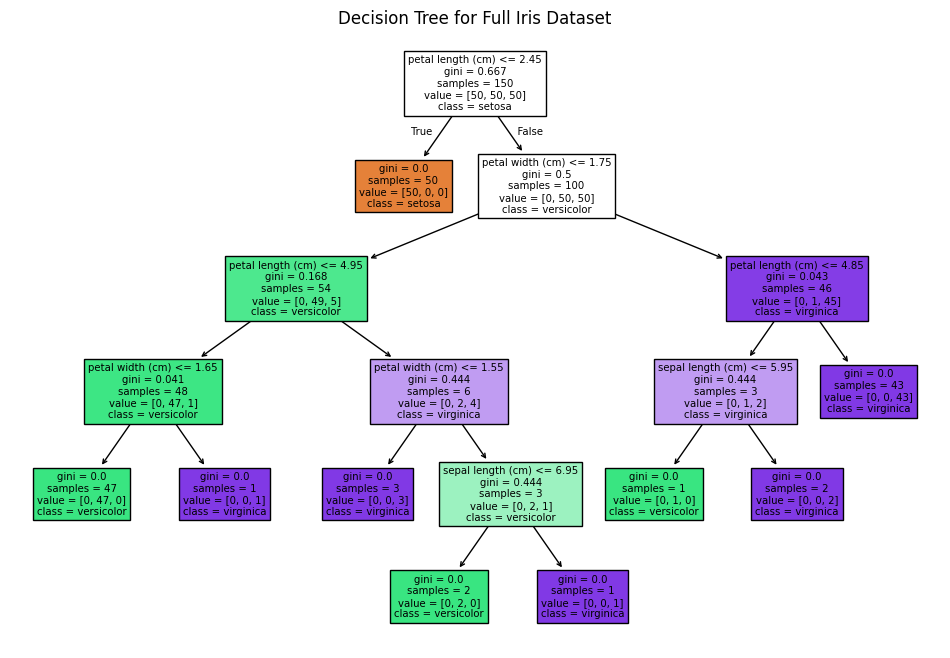 Decision Tree for Full Iris Dataset
petal length (cm) <= 2.45
gini = 0.667
samples = 150
value = [50, 50, 50]
class = setosa
True
False
gini = 0.0
samples = 50
value = [50, 0, 0]
class = setosa
petal width (cm) <= 1.75
gini = 0.5
samples = 100
value = [0, 50, 50]
class = versicolor
petal length (cm) <= 4.95
gini = 0.168
samples = 54
value = [0, 49, 5]
class = versicolor
petal length (cm) <= 4.85
gini = 0.043
samples = 46
value = [0, 1, 45]
class = virginica
petal width (cm) <= 1.65
gini = 0.041
samples = 48
value = [0, 47, 1]
class = versicolor
petal width (cm) <= 1.55
gini = 0.444
samples = 6
value = [0, 2, 4]
class = virginica
sepal length (cm) <= 5.95
gini = 0.444
samples = 3
value = [0, 1, 2]
class = virginica
gini = 0.0
samples = 43
value = [0, 0, 43]
class = virginica
gini = 0.0
samples = 47
value = [0, 47, 0]
class = versicolor
gini = 0.0
samples = 1
value = [0, 0, 1]
class = virginica
gini = 0.0
samples = 3
value = [0, 0, 3]
class = virginica
sepal length (cm) <= 6.95
gini = 0.444
samples = 3
value = [0, 2, 1]
class = versicolor
gini = 0.0
samples = 1
value = [0, 1, 0]
class = versicolor
gini = 0.0
samples = 2
value = [0, 0, 2]
class = virginica
gini = 0.0
samples = 2
value = [0, 2, 0]
class = versicolor
gini = 0.0
samples = 1
value = [0, 0, 1]
class = virginica